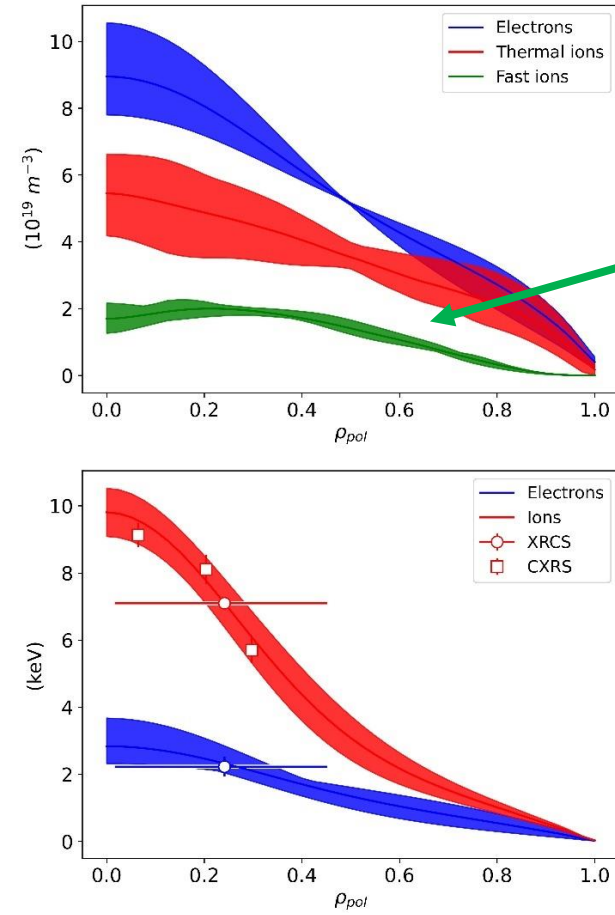 10
8
6
4
2
0
(10¹⁹ m⁻³)
Electrons
Thermal ions
Fast ions
0.0 0.2 0.4 0.6 0.8 1.0
ρpol
10
8
6
4
2
0
(keV)
Electrons
Ions
XRCS
CXRS
0.0 0.2 0.4 0.6 0.8 1.0
ρpol